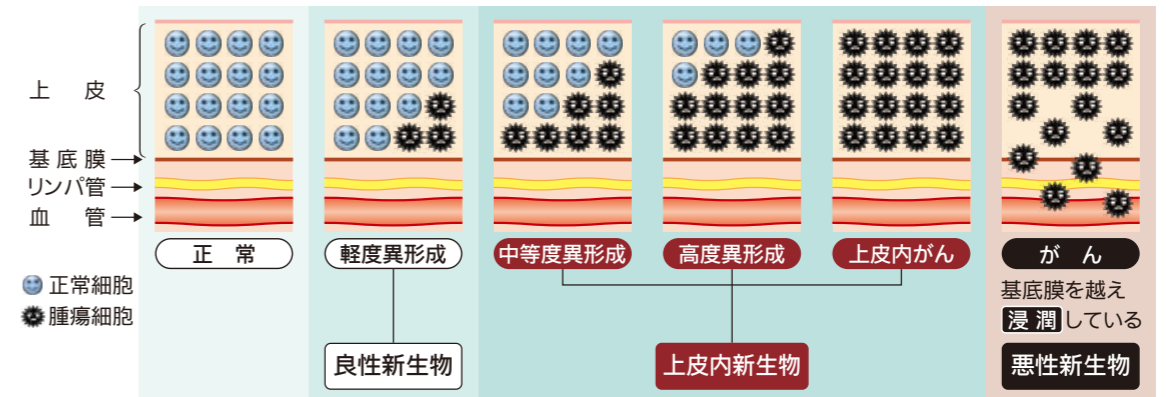 上皮
基底膜
リンパ管
血管
正常
軽度異形成
中等度異形成
高度異形成
上皮内がん
がん
正常細胞
腫瘍細胞
基底膜を越え
浸潤している
良性新生物
上皮内新生物
悪性新生物